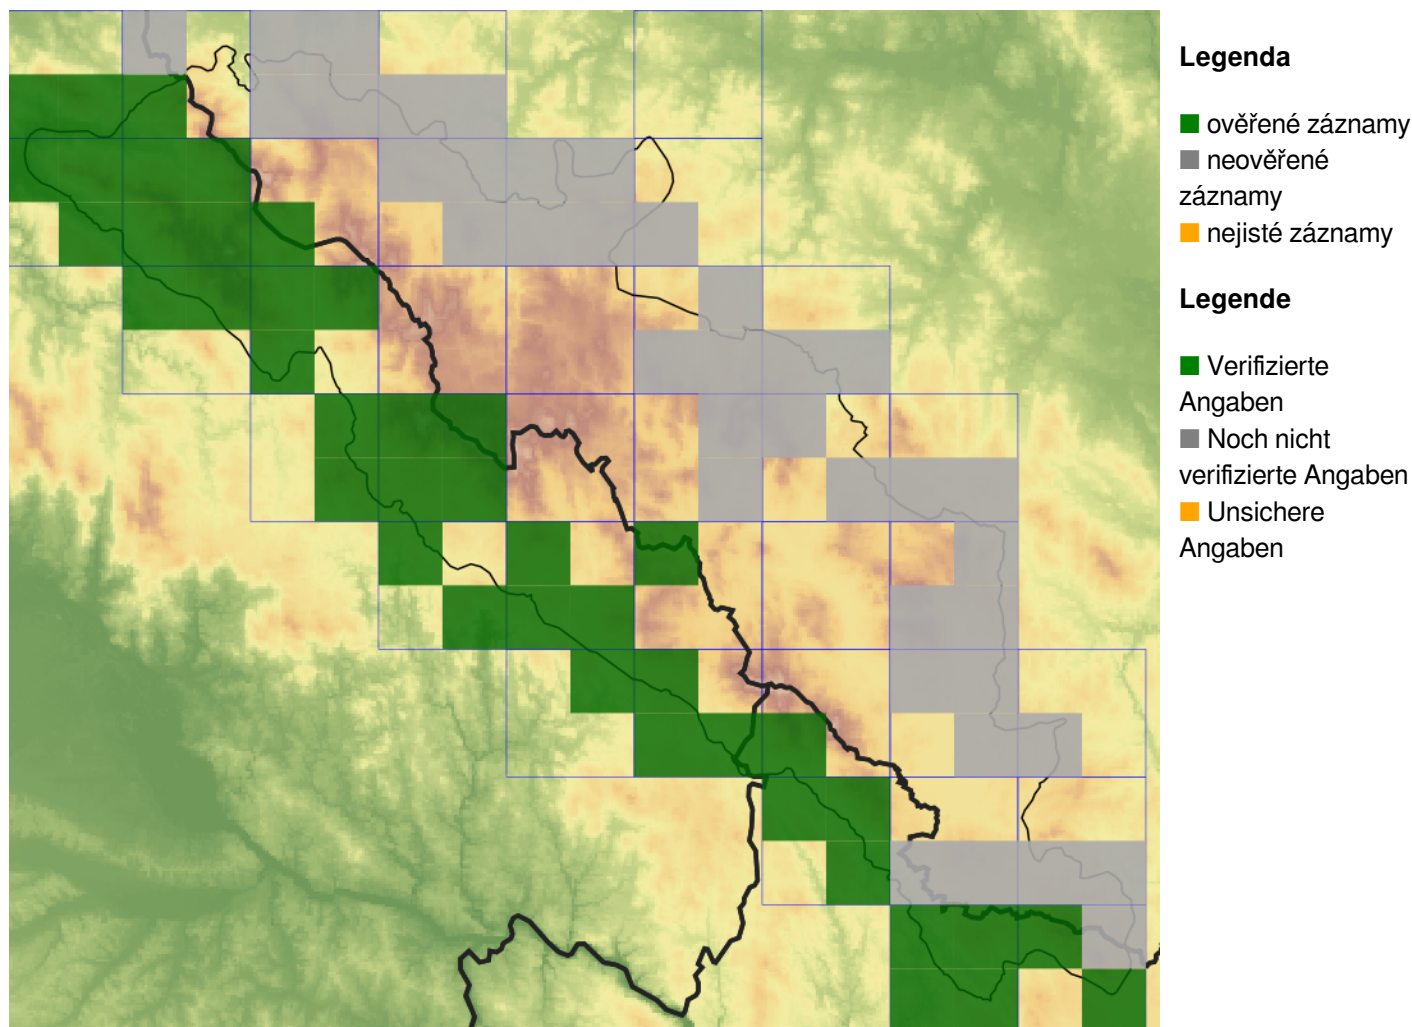 Legenda
ověřené záznamy
neověřené
záznamy
nejisté záznamy
Legende
Verifizierte
Angaben
Noch nicht
verifizierte Angaben
Unsichere
Angaben